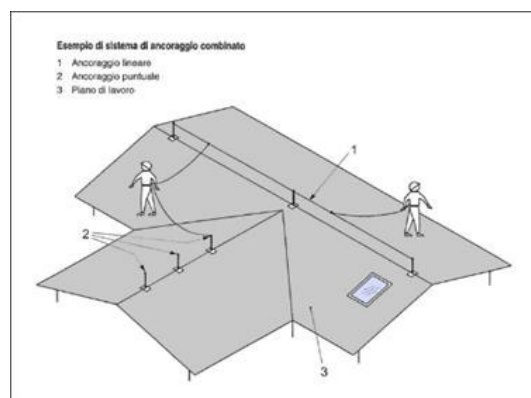 Esempio di sistema di ancoraggio combinato
1 Ancoraggio lineare
2 Ancoraggio puntuale
3 Piano di lavoro
1
2
3